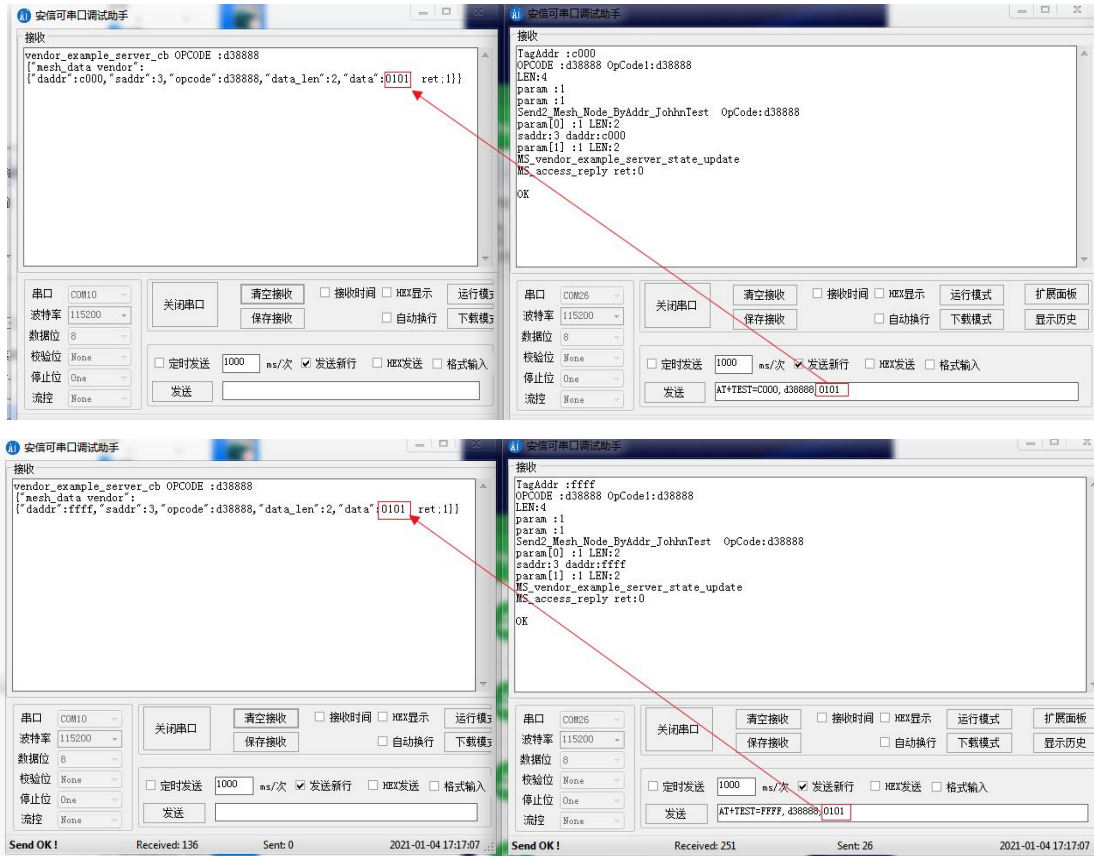 安信可串口调试助手
接收
vendor_example_server_cb OPCODE :d38888
{"mesh_data vendor":
{"daddr":c000,"saddr":3,"opcode":d38888,"data_len":2,"data":0101 ret;1}}
串口 COM10
波特率 115200
数据位 8
校验位 None
停止位 One
流控 None
关闭串口
清空接收
保存接收
接收时间
HEX显示
自动换行
运行模
下载模
定时发送 1000 ms/次 发送新行 HEX发送 格式输入
发送
安信可串口调试助手
接收
TagAddr :c000
OPCODE :d38888 OpCode1:d38888
LEN:4
param :1
param :1
Send2_Mesh_Node_ByAddr_JohhnTest OpCode:d38888
param[0] :1 LEN:2
saddr:3 daddr:c000
param[1] :1 LEN:2
MS_vendor_example_server_state_update
MS_access_reply ret:0
OK
串口 COM26
波特率 115200
数据位 8
校验位 None
停止位 One
流控 None
关闭串口
清空接收
保存接收
接收时间
HEX显示
自动换行
运行模式
下载模式
扩展面板
显示历史
定时发送 1000 ms/次 发送新行 HEX发送 格式输入
发送 AT+TEST=C000, d38888,0101
安信可串口调试助手
接收
vendor_example_server_cb OPCODE :d38888
{"mesh_data vendor":
{"daddr":ffff,"saddr":3,"opcode":d38888,"data_len":2,"data":0101 ret;1}}
串口 COM10
波特率 115200
数据位 8
校验位 None
停止位 One
流控 None
关闭串口
清空接收
保存接收
接收时间
HEX显示
自动换行
运行模
下载模
定时发送 1000 ms/次 发送新行 HEX发送 格式输入
发送
Send OK ! Received: 136 Sent: 0 2021-01-04 17:17:07
安信可串口调试助手
接收
TagAddr :ffff
OPCODE :d38888 OpCode1:d38888
LEN:4
param :1
param :1
Send2_Mesh_Node_ByAddr_JohhnTest OpCode:d38888
param[0] :1 LEN:2
saddr:3 daddr:ffff
param[1] :1 LEN:2
MS_vendor_example_server_state_update
MS_access_reply ret:0
OK
串口 COM26
波特率 115200
数据位 8
校验位 None
停止位 One
流控 None
关闭串口
清空接收
保存接收
接收时间
HEX显示
自动换行
运行模式
下载模式
扩展面板
显示历史
定时发送 1000 ms/次 发送新行 HEX发送 格式输入
发送 AT+TEST=FFFF, d38888,0101
Send OK ! Received: 251 Sent: 26 2021-01-04 17:17:07